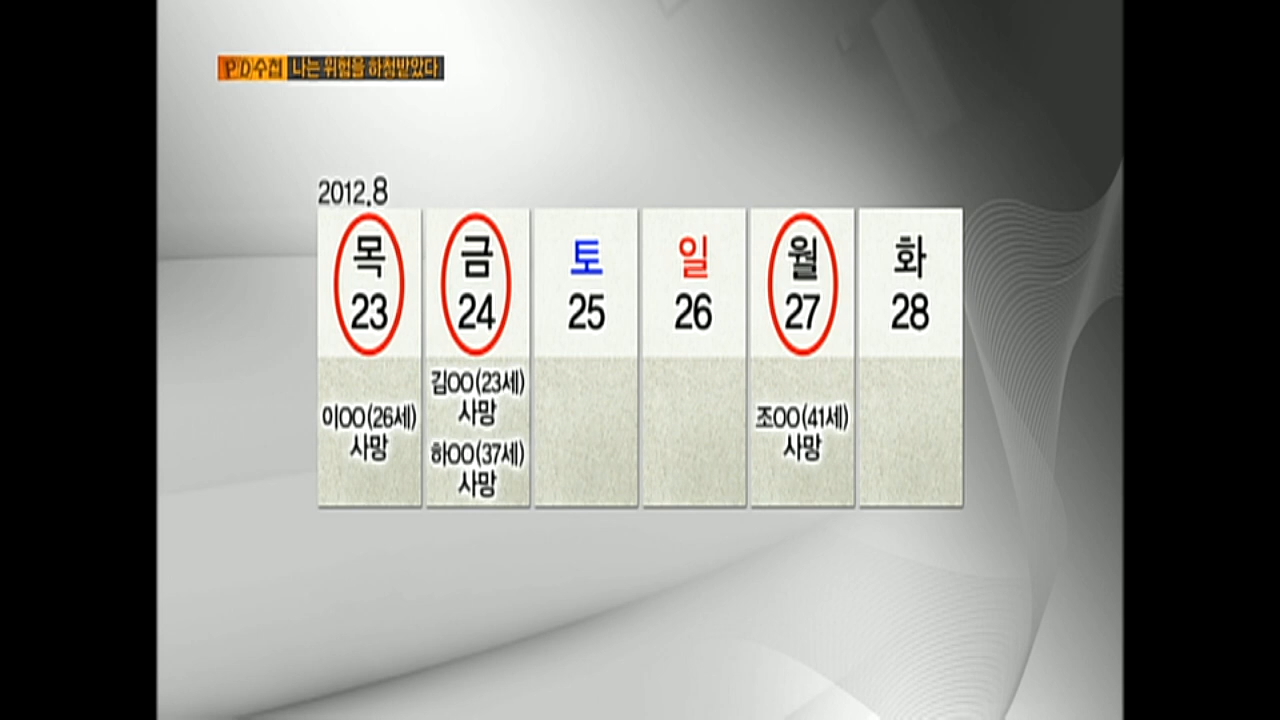 PD수첩 나는 위험을 하청받았다
2012.8
목 금 토 일 월 화
23 24 25 26 27 28
이OO(26세)
사망
김OO(23세)
사망
하OO(37세)
사망
조OO(41세)
사망